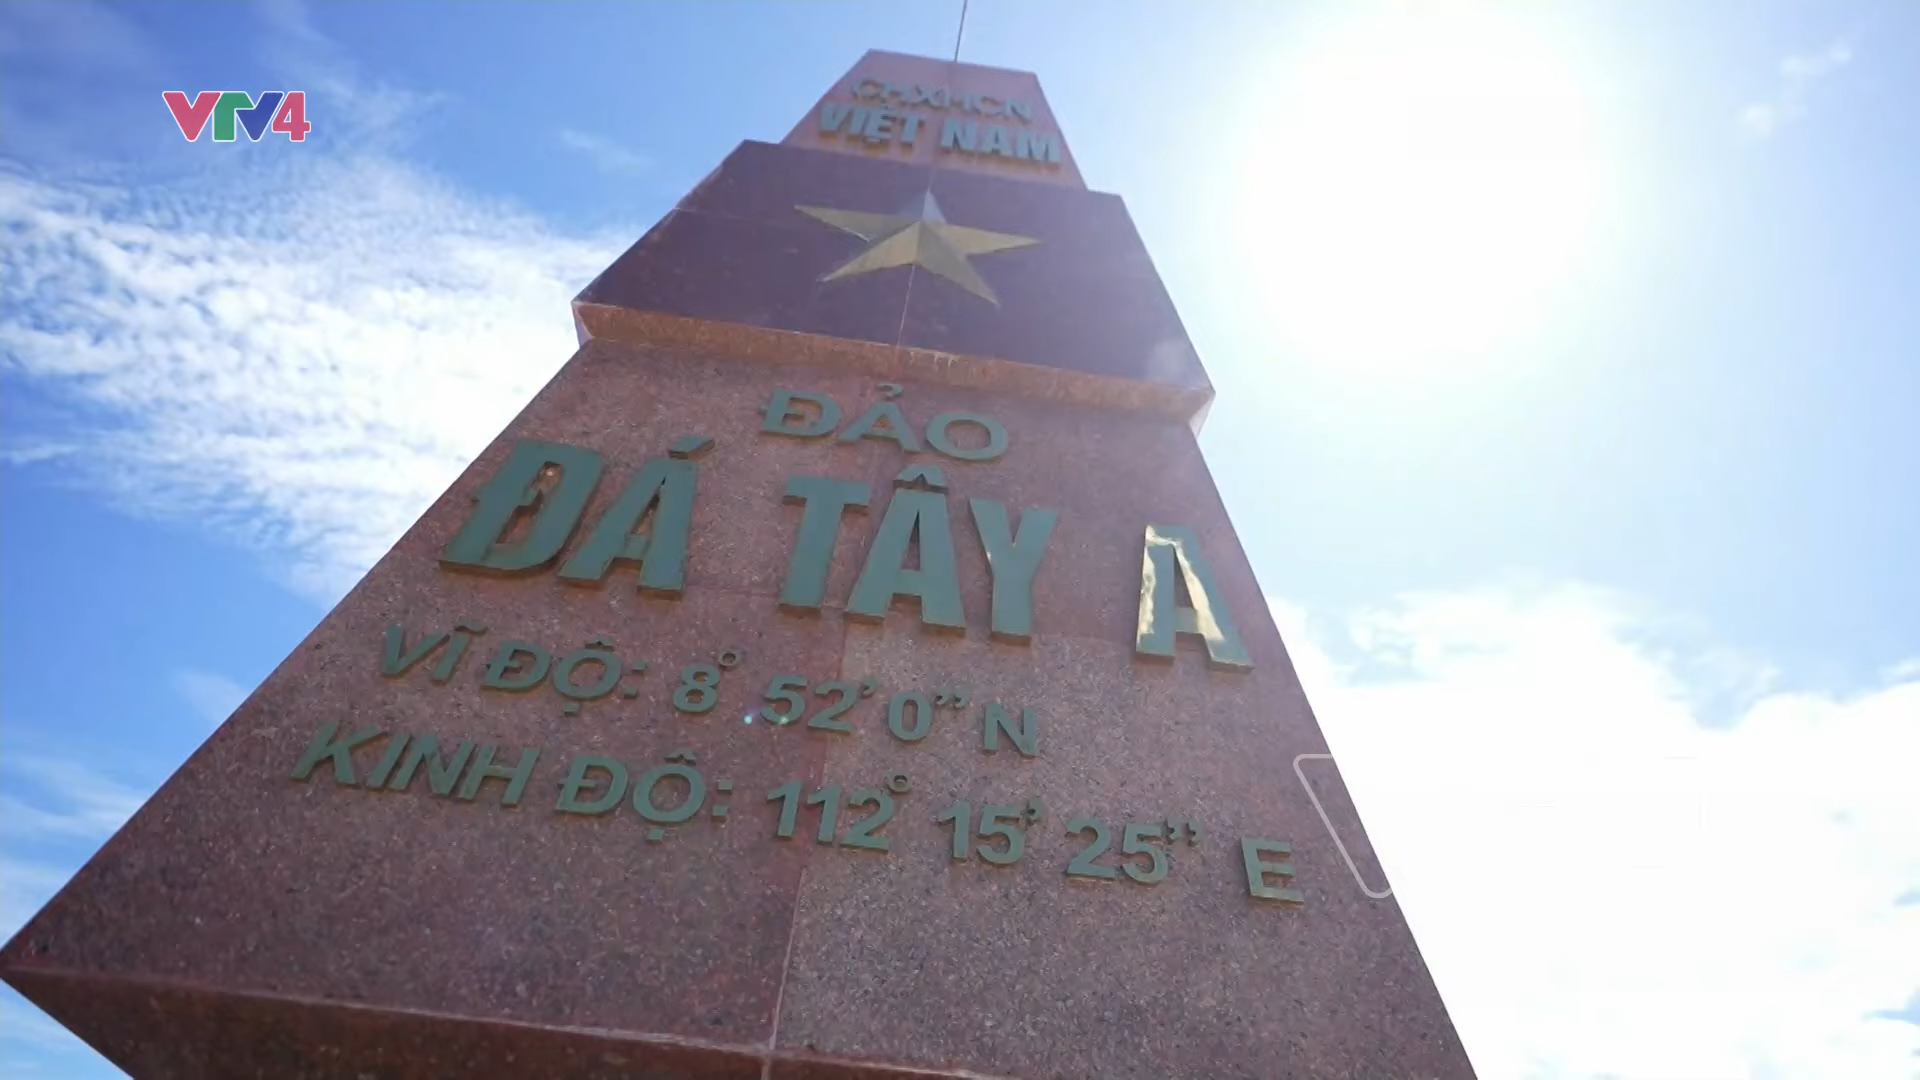 VTV4
CHXHCN
VIỆT NAM
ĐẢO
ĐÁ TÂY A
VĨ ĐỘ: 8° 52' 0" N
KINH ĐỘ: 112° 15' 25" E